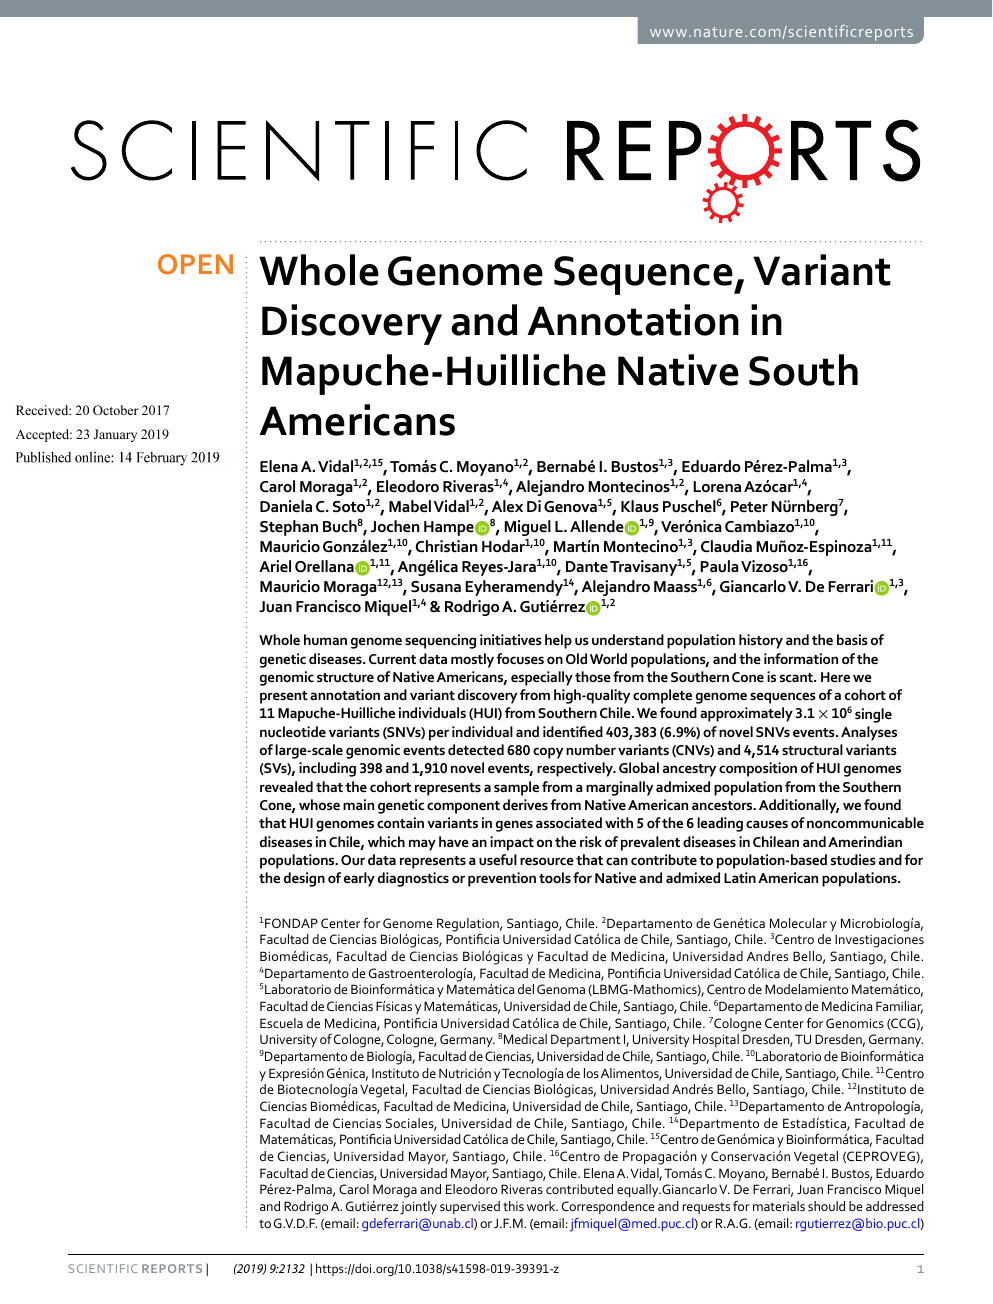 www.nature.com/scientificreports
SCIENTIFIC REPORTS
OPEN
Whole Genome Sequence, Variant
Discovery and Annotation in
Mapuche-Huilliche Native South
Americans
Received: 20 October 2017
Accepted: 23 January 2019
Published online: 14 February 2019
Elena A. Vidal1,2,15, Tomás C. Moyano1,2, Bernabé I. Bustos1,3, Eduardo Pérez-Palma1,3,
Carol Moraga1,2, Eleodoro Riveras1,4, Alejandro Montecinos1,2, Lorena Azócar1,4,
Daniela C. Soto1,2, Mabel Vidal1,2, Alex Di Genova1,5, Klaus Puschel6, Peter Nürnberg7,
Stephan Buch8, Jochen Hampe iD 8, Miguel L. Allende iD 1,9, Verónica Cambiazo1,10,
Mauricio González1,10, Christian Hodar1,10, Martín Montecino1,3, Claudia Muñoz-Espinoza1,11,
Ariel Orellana iD 1,11, Angélica Reyes-Jara1,10, Dante Travisany1,5, Paula Vizoso1,16,
Mauricio Moraga12,13, Susana Eyheramendy14, Alejandro Maass1,6, Giancarlo V. De Ferrari iD 1,3,
Juan Francisco Miquel1,4 & Rodrigo A. Gutiérrez iD 1,2
Whole human genome sequencing initiatives help us understand population history and the basis of
genetic diseases. Current data mostly focuses on Old World populations, and the information of the
genomic structure of Native Americans, especially those from the Southern Cone is scant. Here we
present annotation and variant discovery from high-quality complete genome sequences of a cohort of
11 Mapuche-Huilliche individuals (HUI) from Southern Chile. We found approximately 3.1 × 10⁶ single
nucleotide variants (SNVs) per individual and identified 403,383 (6.9%) of novel SNVs events. Analyses
of large-scale genomic events detected 680 copy number variants (CNVs) and 4,514 structural variants
(SVs), including 398 and 1,910 novel events, respectively. Global ancestry composition of HUI genomes
revealed that the cohort represents a sample from a marginally admixed population from the Southern
Cone, whose main genetic component derives from Native American ancestors. Additionally, we found
that HUI genomes contain variants in genes associated with 5 of the 6 leading causes of noncommunicable
diseases in Chile, which may have an impact on the risk of prevalent diseases in Chilean and Amerindian
populations. Our data represents a useful resource that can contribute to population-based studies and for
the design of early diagnostics or prevention tools for Native and admixed Latin American populations.
1FONDAP Center for Genome Regulation, Santiago, Chile. 2Departamento de Genética Molecular y Microbiología,
Facultad de Ciencias Biológicas, Pontificia Universidad Católica de Chile, Santiago, Chile. 3Centro de Investigaciones
Biomédicas, Facultad de Ciencias Biológicas y Facultad de Medicina, Universidad Andres Bello, Santiago, Chile.
4Departamento de Gastroenterología, Facultad de Medicina, Pontificia Universidad Católica de Chile, Santiago, Chile.
5Laboratorio de Bioinformática y Matemática del Genoma (LBMG-Mathomics), Centro de Modelamiento Matemático,
Facultad de Ciencias Físicas y Matemáticas, Universidad de Chile, Santiago, Chile. 6Departamento de Medicina Familiar,
Escuela de Medicina, Pontificia Universidad Católica de Chile, Santiago, Chile. 7Cologne Center for Genomics (CCG),
University of Cologne, Cologne, Germany. 8Medical Department I, University Hospital Dresden, TU Dresden, Germany.
9Departamento de Biología, Facultad de Ciencias, Universidad de Chile, Santiago, Chile. 10Laboratorio de Bioinformática
y Expresión Génica, Instituto de Nutrición y Tecnología de los Alimentos, Universidad de Chile, Santiago, Chile. 11Centro
de Biotecnología Vegetal, Facultad de Ciencias Biológicas, Universidad Andrés Bello, Santiago, Chile. 12Instituto de
Ciencias Biomédicas, Facultad de Medicina, Universidad de Chile, Santiago, Chile. 13Departamento de Antropología,
Facultad de Ciencias Sociales, Universidad de Chile, Santiago, Chile. 14Departmento de Estadística, Facultad de
Matemáticas, Pontificia Universidad Católica de Chile, Santiago, Chile. 15Centro de Genómica y Bioinformática, Facultad
de Ciencias, Universidad Mayor, Santiago, Chile. 16Centro de Propagación y Conservación Vegetal (CEPROVEG),
Facultad de Ciencias, Universidad Mayor, Santiago, Chile. Elena A. Vidal, Tomás C. Moyano, Bernabé I. Bustos, Eduardo
Pérez-Palma, Carol Moraga and Eleodoro Riveras contributed equally.Giancarlo V. De Ferrari, Juan Francisco Miquel
and Rodrigo A. Gutiérrez jointly supervised this work. Correspondence and requests for materials should be addressed
to G.V.D.F. (email: gdeferrari@unab.cl) or J.F.M. (email: jfmiquel@med.puc.cl) or R.A.G. (email: rgutierrez@bio.puc.cl)
SCIENTIFIC REPORTS | (2019) 9:2132 | https://doi.org/10.1038/s41598-019-39391-z 1